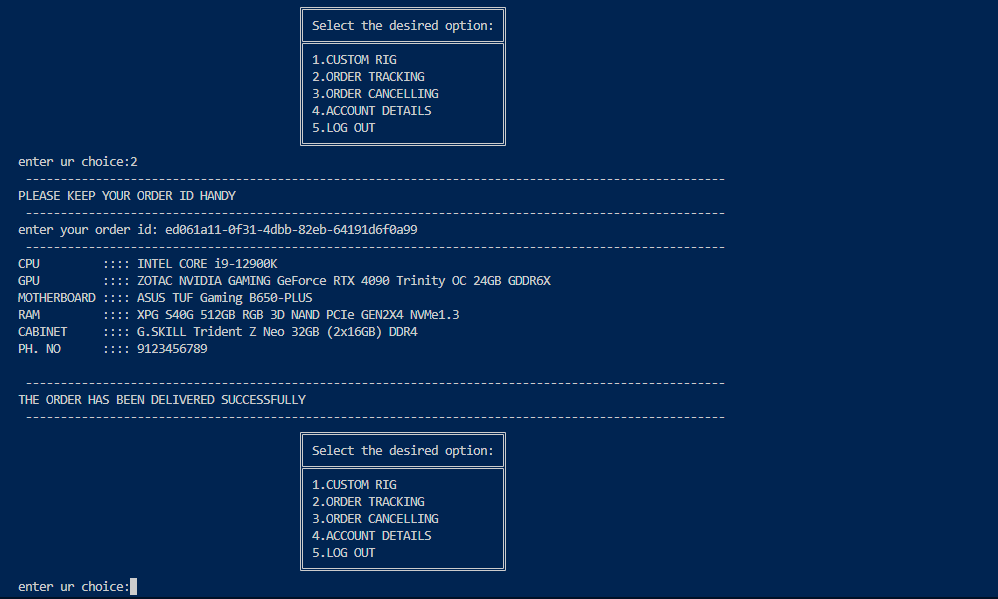 Select the desired option:
1.CUSTOM RIG
2.ORDER TRACKING
3.ORDER CANCELLING
4.ACCOUNT DETAILS
5.LOG OUT
enter ur choice:2
----------------------------------------------------------------------------------------------------
PLEASE KEEP YOUR ORDER ID HANDY
----------------------------------------------------------------------------------------------------
enter your order id: ed061a11-0f31-4dbb-82eb-64191d6f0a99
----------------------------------------------------------------------------------------------------
CPU         :::: INTEL CORE i9-12900K
GPU         :::: ZOTAC NVIDIA GAMING GeForce RTX 4090 Trinity OC 24GB GDDR6X
MOTHERBOARD :::: ASUS TUF Gaming B650-PLUS
RAM         :::: XPG S40G 512GB RGB 3D NAND PCIe GEN2X4 NVMe1.3
CABINET     :::: G.SKILL Trident Z Neo 32GB (2x16GB) DDR4
PH. NO      :::: 9123456789
----------------------------------------------------------------------------------------------------
THE ORDER HAS BEEN DELIVERED SUCCESSFULLY
----------------------------------------------------------------------------------------------------
Select the desired option:
1.CUSTOM RIG
2.ORDER TRACKING
3.ORDER CANCELLING
4.ACCOUNT DETAILS
5.LOG OUT
enter ur choice: